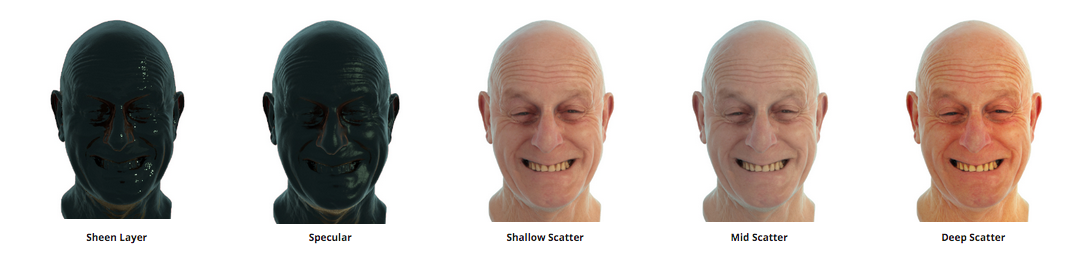 Sheen Layer
Specular
Shallow Scatter
Mid Scatter
Deep Scatter